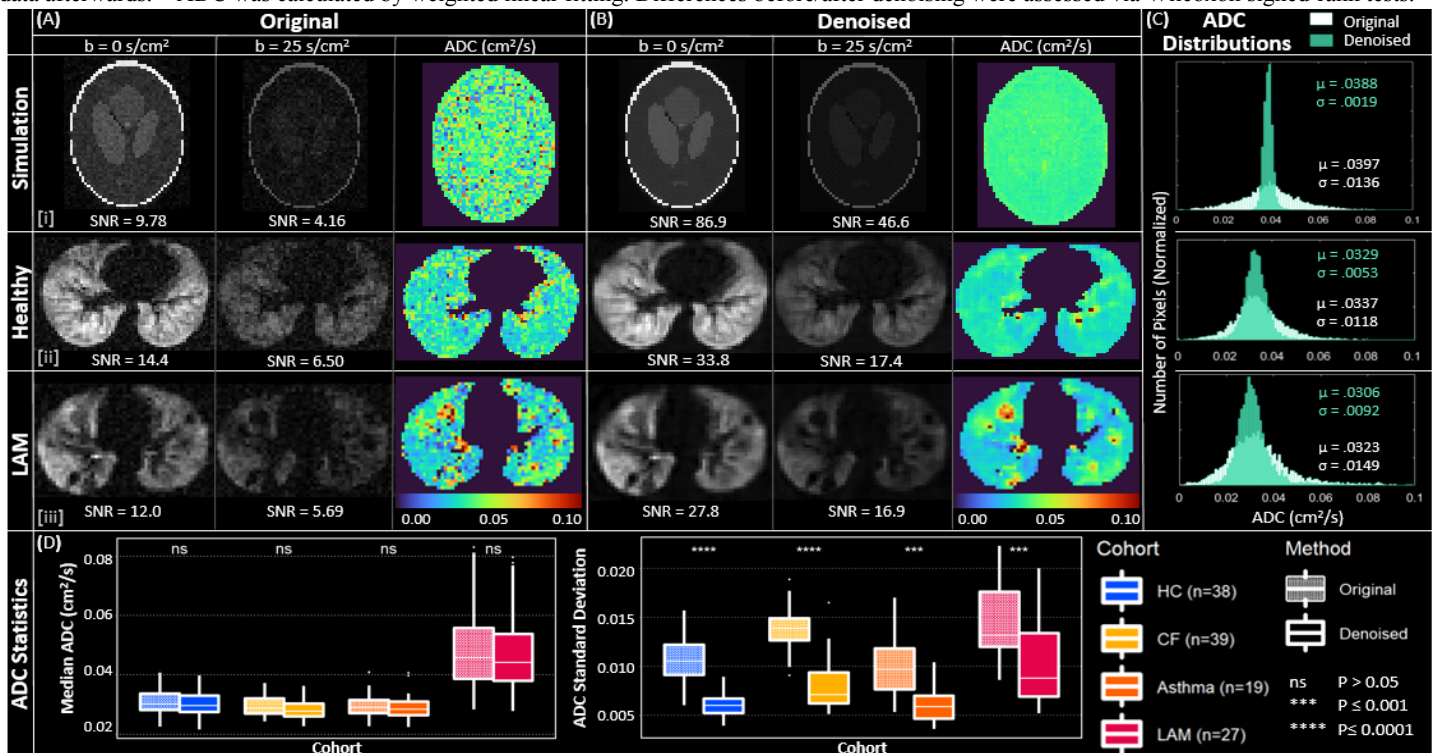 data afterwards. ADC was calculated by weighted linear fitting. Differences before/after denoising were assessed via Wilcoxon signed-rank tests.
(A) Original (B) Denoised (C) ADC Distributions
Original
Denoised
b = 0 s/cm² b = 25 s/cm² ADC (cm²/s) b = 0 s/cm² b = 25 s/cm² ADC (cm²/s)
Simulation
[i]
SNR = 9.78 SNR = 4.16 SNR = 86.9 SNR = 46.6
μ = .0388
σ = .0019
μ = .0397
σ = .0136
0 0.02 0.04 0.06 0.08 0.1
Healthy
[ii]
SNR = 14.4 SNR = 6.50 SNR = 33.8 SNR = 17.4
μ = .0329
σ = .0053
μ = .0337
σ = .0118
0 0.02 0.04 0.06 0.08 0.1
LAM
[iii]
SNR = 12.0 SNR = 5.69 SNR = 27.8 SNR = 16.9
0.00 0.05 0.10 0.00 0.05 0.10
μ = .0306
σ = .0092
μ = .0323
σ = .0149
0 0.02 0.04 0.06 0.08 0.1
Number of Pixels (Normalized)
ADC (cm²/s)
ADC Statistics
(D)
Median ADC (cm²/s)
0.08
0.06
0.04
0.02
ns ns ns ns
Cohort
ADC Standard Deviation
0.020
0.015
0.010
0.005
**** **** *** ***
Cohort
Cohort
HC (n=38)
CF (n=39)
Asthma (n=19)
LAM (n=27)
Method
Original
Denoised
ns P > 0.05
*** P ≤ 0.001
**** P≤ 0.0001